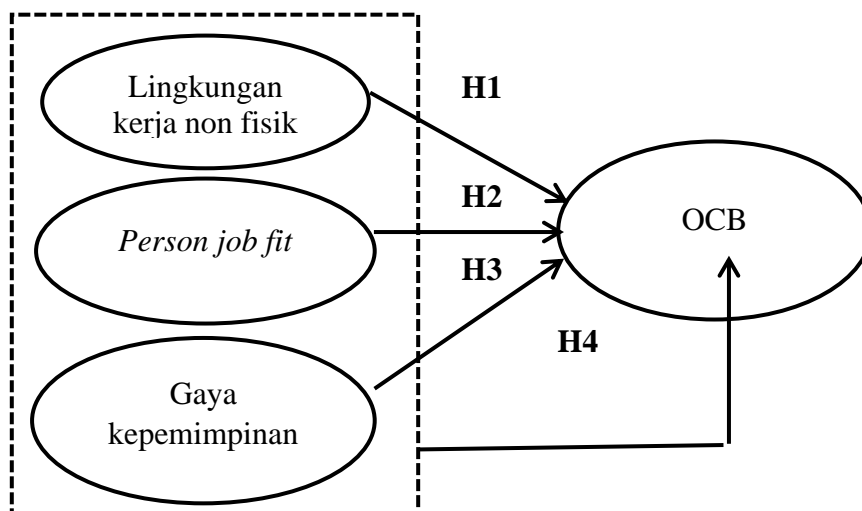 Lingkungan
kerja non fisik
H1
H2
Person job fit
OCB
H3
H4
Gaya
kepemimpinan